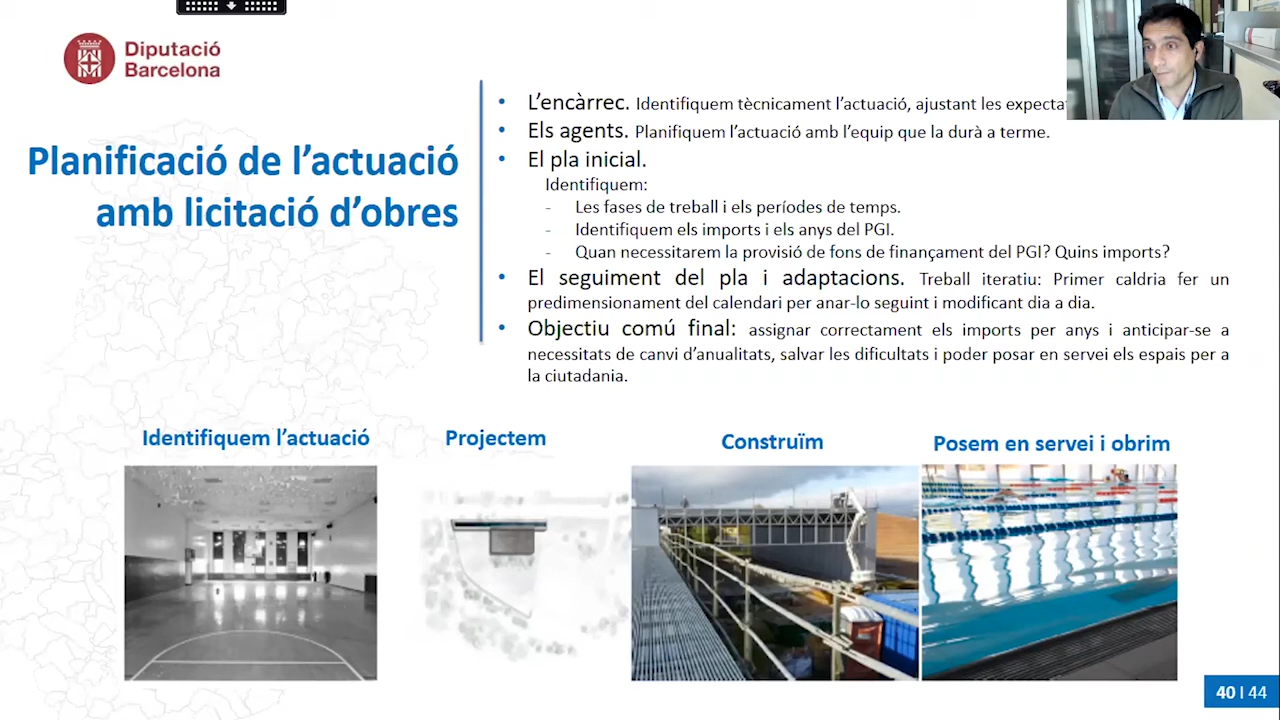 Diputació
Barcelona
Planificació de l’actuació
amb licitació d’obres
• L’encàrrec. Identifiquem tècnicament l’actuació, ajustant les
• Els agents. Planifiquem l’actuació amb l’equip que la durà a terme.
• El pla inicial.
Identifiquem:
- Les fases de treball i els períodes de temps.
- Identifiquem els imports i els anys del PGI.
- Quan necessitarem la provisió de fons de finançament del PGI? Quins imports?
• El seguiment del pla i adaptacions. Treball iteratiu: Primer caldria fer un
predimensionament del calendari per anar-lo seguint i modificant dia a dia.
• Objectiu comú final: assignar correctament els imports per anys i anticipar-se a
necessitats de canvi d’anualitats, salvar les dificultats i poder posar en servei els espais per a
la ciutadania.
Identifiquem l’actuació
Projectem
Construïm
Posem en servei i obrim
40 I 44